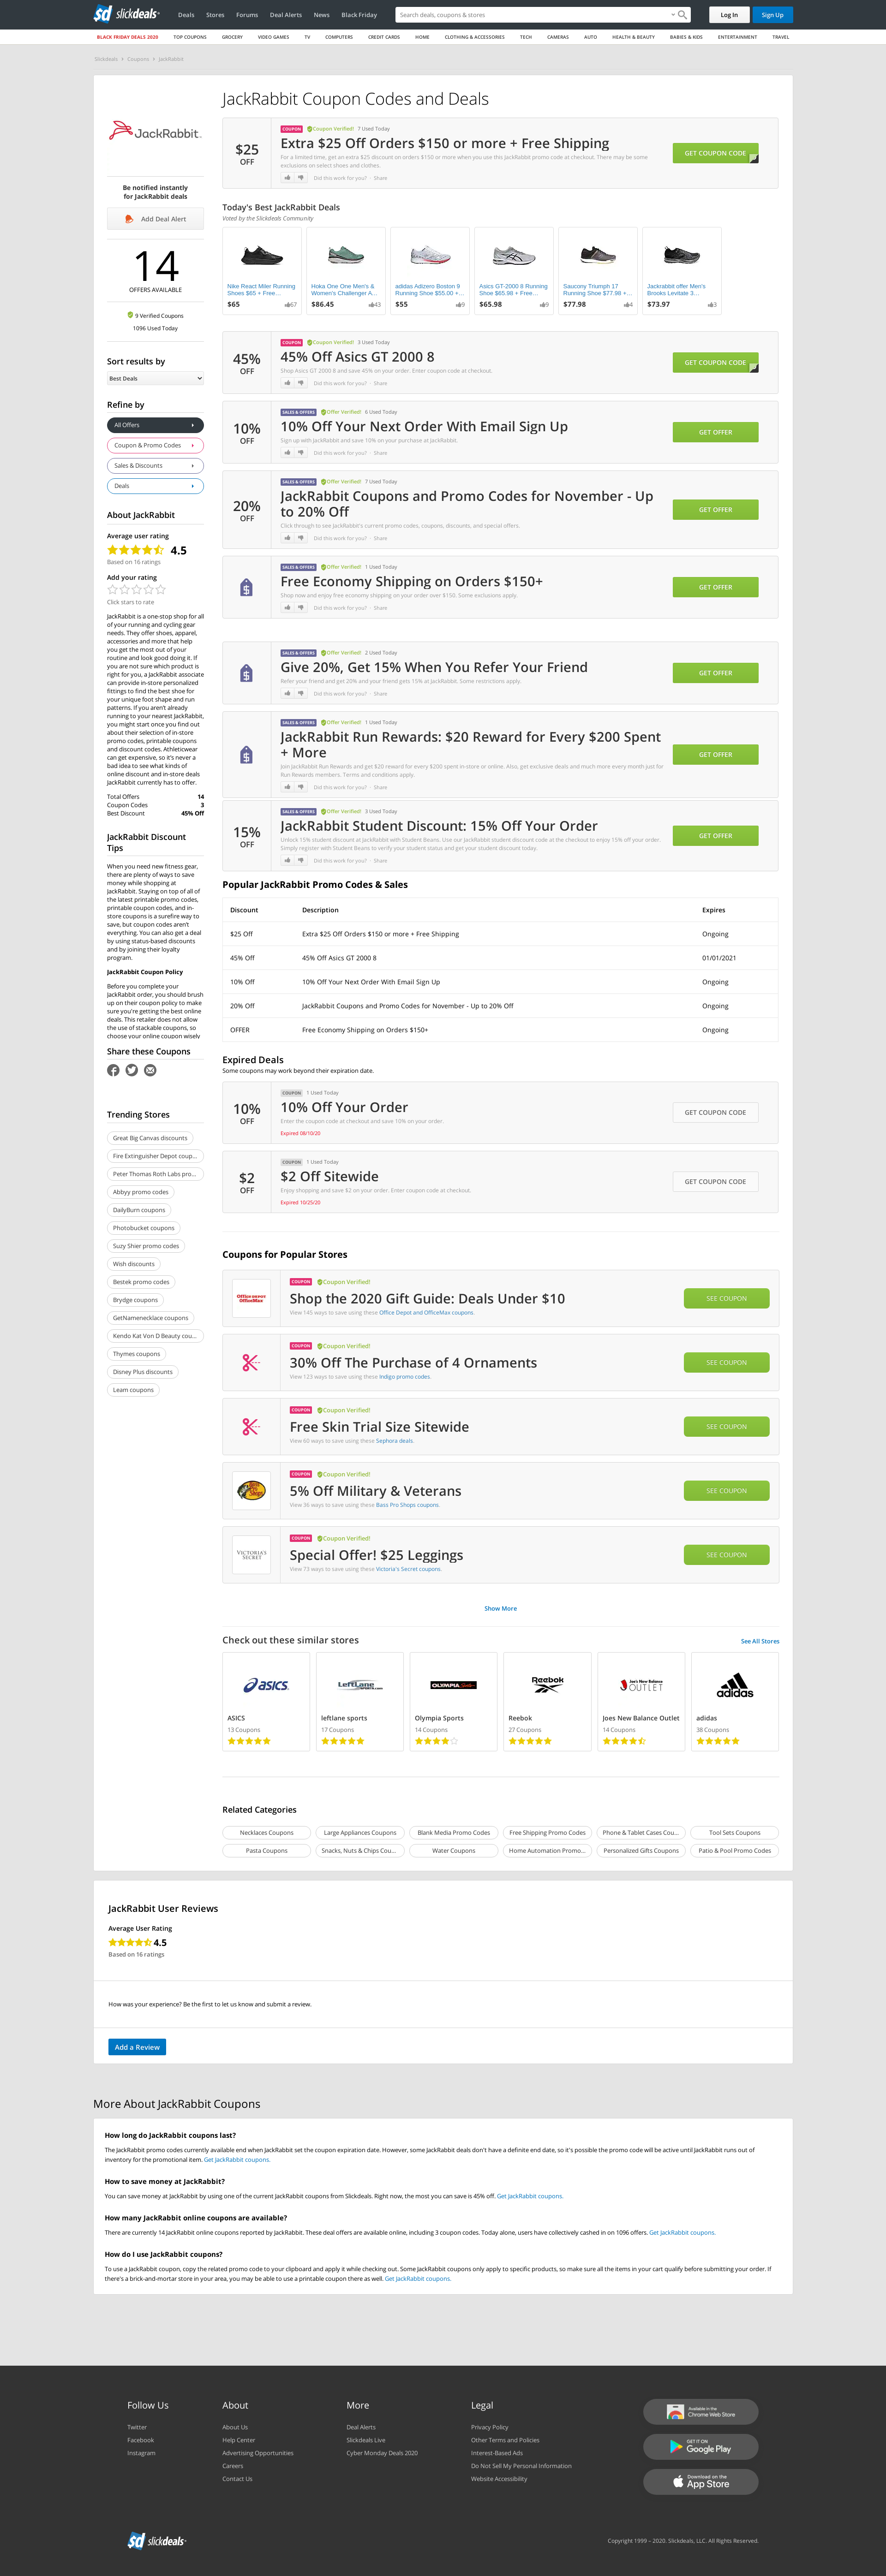 slickdeals
Deals
Stores
Forums
Deal Alerts
News
Black Friday
Search deals, coupons & stores
Log In
Sign Up
BLACK FRIDAY DEALS 2020
TOP COUPONS
GROCERY
VIDEO GAMES
TV
COMPUTERS
CREDIT CARDS
HOME
CLOTHING & ACCESSORIES
TECH
CAMERAS
AUTO
HEALTH & BEAUTY
BABIES & KIDS
ENTERTAINMENT
TRAVEL
Slickdeals
Coupons
JackRabbit
JackRabbit
Be notified instantly
for JackRabbit deals
Add Deal Alert
14
OFFERS AVAILABLE
9 Verified Coupons
1096 Used Today
Sort results by
Best Deals
Refine by
All Offers
Coupon & Promo Codes
Sales & Discounts
Deals
About JackRabbit
Average user rating
4.5
Based on 16 ratings
Add your rating
Click stars to rate
JackRabbit is a one-stop shop for all
of your running and cycling gear
needs. They offer shoes, apparel,
accessories and more that help
you get the most out of your
routine and look good doing it. If
you are not sure which product is
right for you, a JackRabbit associate
can provide in-store personalized
fittings to find the best shoe for
your unique foot shape and run
patterns. If you aren't already
running to your nearest JackRabbit,
you might start once you find out
about their selection of in-store
promo codes, printable coupons
and discount codes. Athleticwear
can get expensive, so it's never a
bad idea to see what kinds of
online discount and in-store deals
JackRabbit currently has to offer.
Total Offers 14
Coupon Codes 3
Best Discount 45% Off
JackRabbit Discount
Tips
When you need new fitness gear,
there are plenty of ways to save
money while shopping at
JackRabbit. Staying on top of all of
the latest printable promo codes,
printable coupon codes, and in-
store coupons is a surefire way to
save, but coupon codes aren't
everything. You can also get a deal
by using status-based discounts
and by joining their loyalty
program.
JackRabbit Coupon Policy
Before you complete your
JackRabbit order, you should brush
up on their coupon policy to make
sure you're getting the best online
deals. This retailer does not allow
the use of stackable coupons, so
choose your online coupon wisely
Share these Coupons
Trending Stores
Great Big Canvas discounts
Fire Extinguisher Depot coup...
Peter Thomas Roth Labs pro...
Abbyy promo codes
DailyBurn coupons
Photobucket coupons
Suzy Shier promo codes
Wish discounts
Bestek promo codes
Brydge coupons
GetNamenecklace coupons
Kendo Kat Von D Beauty cou...
Thymes coupons
Disney Plus discounts
Leam coupons
JackRabbit Coupon Codes and Deals
$25
OFF
COUPON Coupon Verified! 7 Used Today
Extra $25 Off Orders $150 or more + Free Shipping
For a limited time, get an extra $25 discount on orders $150 or more when you use this JackRabbit promo code at checkout. There may be some
exclusions on select shoes and clothes.
Did this work for you? · Share
GET COUPON CODE
Today's Best JackRabbit Deals
Voted by the Slickdeals Community
Nike React Miler Running
Shoes $65 + Free...
$65 57
Hoka One One Men's &
Women's Challenger A...
$86.45 43
adidas Adizero Boston 9
Running Shoe $55.00 +...
$55 9
Asics GT-2000 8 Running
Shoe $65.98 + Free...
$65.98 9
Saucony Triumph 17
Running Shoe $77.98 +...
$77.98 4
Jackrabbit offer Men's
Brooks Levitate 3...
$73.97 3
45%
OFF
COUPON Coupon Verified! 3 Used Today
45% Off Asics GT 2000 8
Shop Asics GT 2000 8 and save 45% on your order. Enter coupon code at checkout.
Did this work for you? · Share
GET COUPON CODE
10%
OFF
SALES & OFFERS Offer Verified! 6 Used Today
10% Off Your Next Order With Email Sign Up
Sign up with JackRabbit and save 10% on your purchase at JackRabbit.
Did this work for you? · Share
GET OFFER
20%
OFF
SALES & OFFERS Offer Verified! 7 Used Today
JackRabbit Coupons and Promo Codes for November - Up
to 20% Off
Click through to see JackRabbit's current promo codes, coupons, discounts, and special offers.
Did this work for you? · Share
GET OFFER
SALES & OFFERS Offer Verified! 1 Used Today
Free Economy Shipping on Orders $150+
Shop now and enjoy free economy shipping on your order over $150. Some exclusions apply.
Did this work for you? · Share
GET OFFER
SALES & OFFERS Offer Verified! 2 Used Today
Give 20%, Get 15% When You Refer Your Friend
Refer your friend and get 20% and your friend gets 15% at JackRabbit. Some restrictions apply.
Did this work for you? · Share
GET OFFER
SALES & OFFERS Offer Verified! 1 Used Today
JackRabbit Run Rewards: $20 Reward for Every $200 Spent
+ More
Join JackRabbit Run Rewards and get $20 reward for every $200 spent in-store or online. Also, get exclusive deals and much more every month just for
Run Rewards members. Terms and conditions apply.
Did this work for you? · Share
GET OFFER
15%
OFF
SALES & OFFERS Offer Verified! 3 Used Today
JackRabbit Student Discount: 15% Off Your Order
Unlock 15% student discount at JackRabbit with Student Beans. Use our JackRabbit student discount code at the checkout to enjoy 15% off your order.
Simply register with Student Beans to verify your student status and get your student discount today.
Did this work for you? · Share
GET OFFER
Popular JackRabbit Promo Codes & Sales
Discount Description Expires
$25 Off Extra $25 Off Orders $150 or more + Free Shipping Ongoing
45% Off 45% Off Asics GT 2000 8 01/01/2021
10% Off 10% Off Your Next Order With Email Sign Up Ongoing
20% Off JackRabbit Coupons and Promo Codes for November - Up to 20% Off Ongoing
OFFER Free Economy Shipping on Orders $150+ Ongoing
Expired Deals
Some coupons may work beyond their expiration date.
10%
OFF
COUPON 1 Used Today
10% Off Your Order
Enter the coupon code at checkout and save 10% on your order.
Expired 08/10/20
GET COUPON CODE
$2
OFF
COUPON 1 Used Today
$2 Off Sitewide
Enjoy shopping and save $2 on your order. Enter coupon code at checkout.
Expired 10/25/20
GET COUPON CODE
Coupons for Popular Stores
Office DEPOT
OfficeMax
COUPON Coupon Verified!
Shop the 2020 Gift Guide: Deals Under $10
View 145 ways to save using these Office Depot and OfficeMax coupons.
SEE COUPON
COUPON Coupon Verified!
30% Off The Purchase of 4 Ornaments
View 123 ways to save using these Indigo promo codes.
SEE COUPON
COUPON Coupon Verified!
Free Skin Trial Size Sitewide
View 60 ways to save using these Sephora deals.
SEE COUPON
Bass Pro Shops
COUPON Coupon Verified!
5% Off Military & Veterans
View 36 ways to save using these Bass Pro Shops coupons.
SEE COUPON
VICTORIA'S
SECRET
COUPON Coupon Verified!
Special Offer! $25 Leggings
View 73 ways to save using these Victoria's Secret coupons.
SEE COUPON
Show More
Check out these similar stores
See All Stores
asics
ASICS
13 Coupons
LEFTLANE
SPORTS.COM
leftlane sports
17 Coupons
OLYMPIA Sports
Olympia Sports
14 Coupons
Reebok
Reebok
27 Coupons
Joe's New Balance
OUTLET
Joes New Balance Outlet
14 Coupons
adidas
adidas
38 Coupons
Related Categories
Necklaces Coupons
Large Appliances Coupons
Blank Media Promo Codes
Free Shipping Promo Codes
Phone & Tablet Cases Cou...
Tool Sets Coupons
Pasta Coupons
Snacks, Nuts & Chips Cou...
Water Coupons
Home Automation Promo...
Personalized Gifts Coupons
Patio & Pool Promo Codes
JackRabbit User Reviews
Average User Rating
4.5
Based on 16 ratings
How was your experience? Be the first to let us know and submit a review.
Add a Review
More About JackRabbit Coupons
How long do JackRabbit coupons last?
The JackRabbit promo codes currently available end when JackRabbit set the coupon expiration date. However, some JackRabbit deals don't have a definite end date, so it's possible the promo code will be active until JackRabbit runs out of
inventory for the promotional item. Get JackRabbit coupons.
How to save money at JackRabbit?
You can save money at JackRabbit by using one of the current JackRabbit coupons from Slickdeals. Right now, the most you can save is 45% off. Get JackRabbit coupons.
How many JackRabbit online coupons are available?
There are currently 14 JackRabbit online coupons reported by JackRabbit. These deal offers are available online, including 3 coupon codes. Today alone, users have collectively cashed in on 1096 offers. Get JackRabbit coupons.
How do I use JackRabbit coupons?
To use a JackRabbit coupon, copy the related promo code to your clipboard and apply it while checking out. Some JackRabbit coupons only apply to specific products, so make sure all the items in your cart qualify before submitting your order. If
there's a brick-and-mortar store in your area, you may be able to use a printable coupon there as well. Get JackRabbit coupons.
Follow Us
Twitter
Facebook
Instagram
About
About Us
Help Center
Advertising Opportunities
Careers
Contact Us
More
Deal Alerts
Slickdeals Live
Cyber Monday Deals 2020
Legal
Privacy Policy
Other Terms and Policies
Interest-Based Ads
Do Not Sell My Personal Information
Website Accessibility
Available in the
Chrome Web Store
GET IT ON
Google Play
Download on the
App Store
slickdeals
Copyright 1999 – 2020. Slickdeals, LLC. All Rights Reserved.